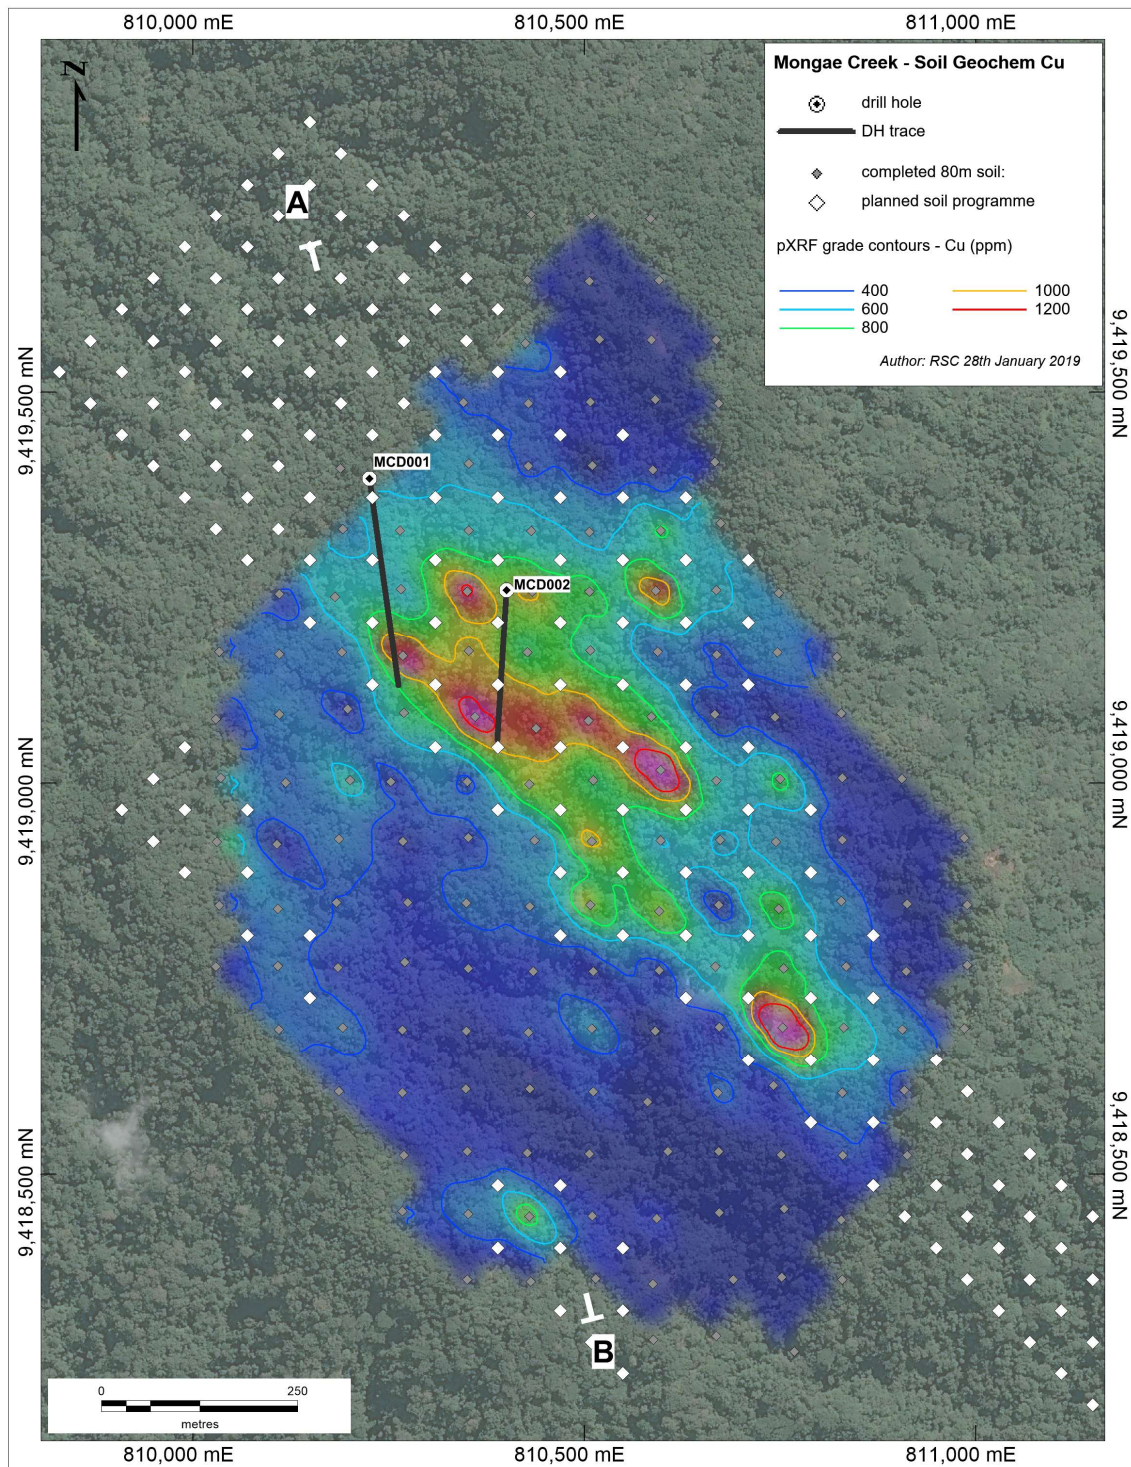 810,000 mE 810,500 mE 811,000 mE
N
Mongae Creek - Soil Geochem Cu
drill hole
DH trace
completed 80m soil:
planned soil programme
pXRF grade contours - Cu (ppm)
400 1000
600 1200
800
Author: RSC 28th January 2019
A
9,419,500 mN 9,419,500 mN
MCD001
MCD002
9,419,000 mN 9,419,000 mN
9,418,500 mN 9,418,500 mN
B
0 250
metres
810,000 mE 810,500 mE 811,000 mE